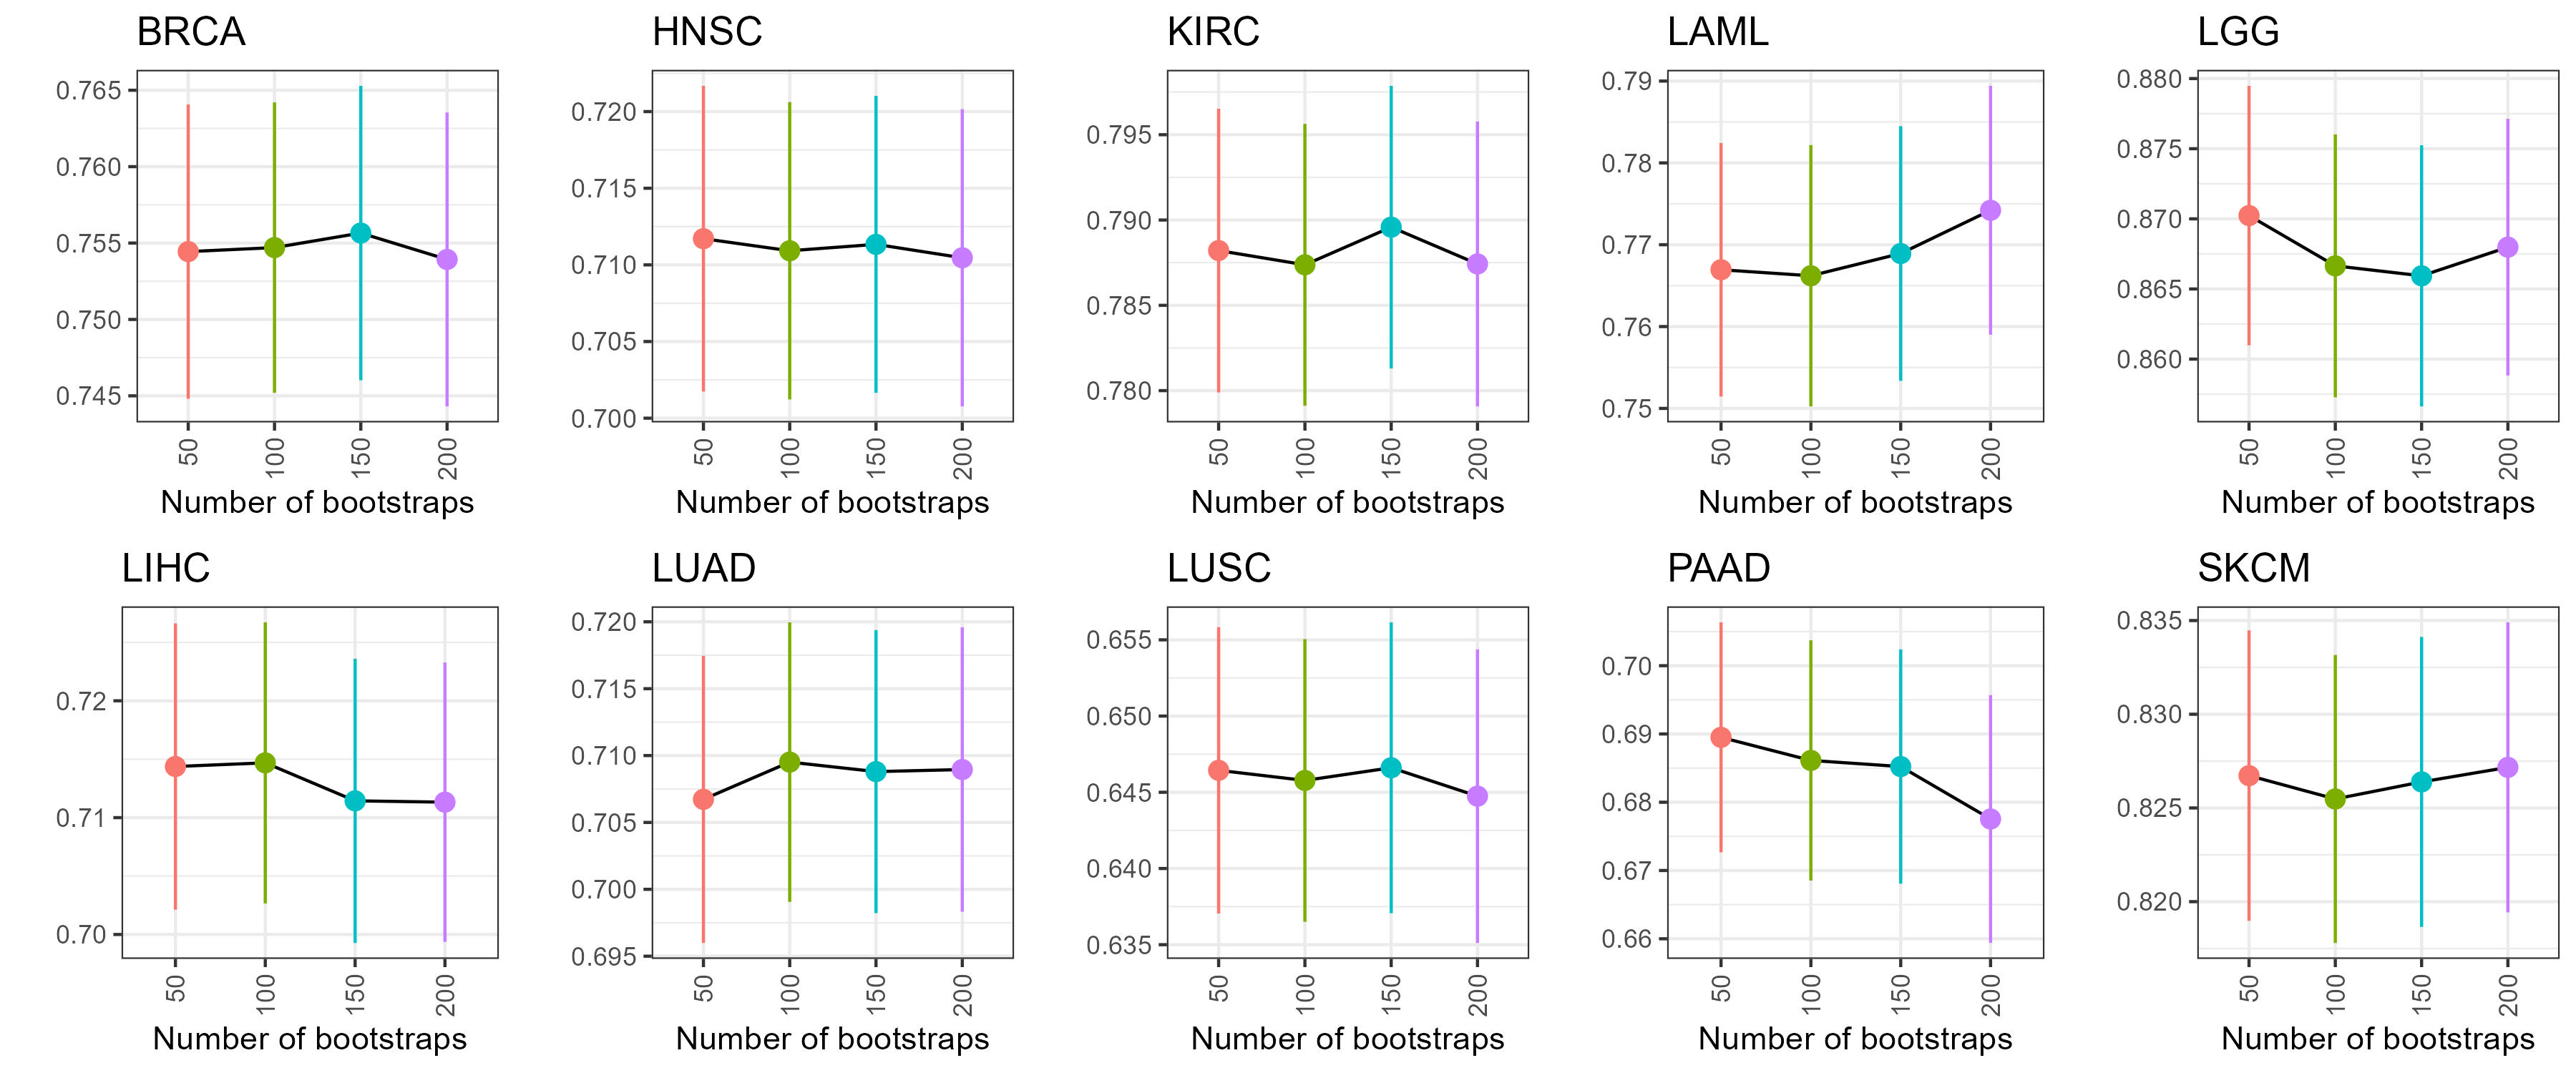 BRCA
0.765
0.760
0.755
0.750
0.745
50 100 150 200
Number of bootstraps
HNSC
0.720
0.715
0.710
0.705
0.700
50 100 150 200
Number of bootstraps
KIRC
0.795
0.790
0.785
0.780
50 100 150 200
Number of bootstraps
LAML
0.79
0.78
0.77
0.76
0.75
50 100 150 200
Number of bootstraps
LGG
0.880
0.875
0.870
0.865
0.860
50 100 150 200
Number of bootstraps
LIHC
0.72
0.71
0.70
50 100 150 200
Number of bootstraps
LUAD
0.720
0.715
0.710
0.705
0.700
0.695
50 100 150 200
Number of bootstraps
LUSC
0.655
0.650
0.645
0.640
0.635
50 100 150 200
Number of bootstraps
PAAD
0.70
0.69
0.68
0.67
0.66
50 100 150 200
Number of bootstraps
SKCM
0.835
0.830
0.825
0.820
50 100 150 200
Number of bootstraps